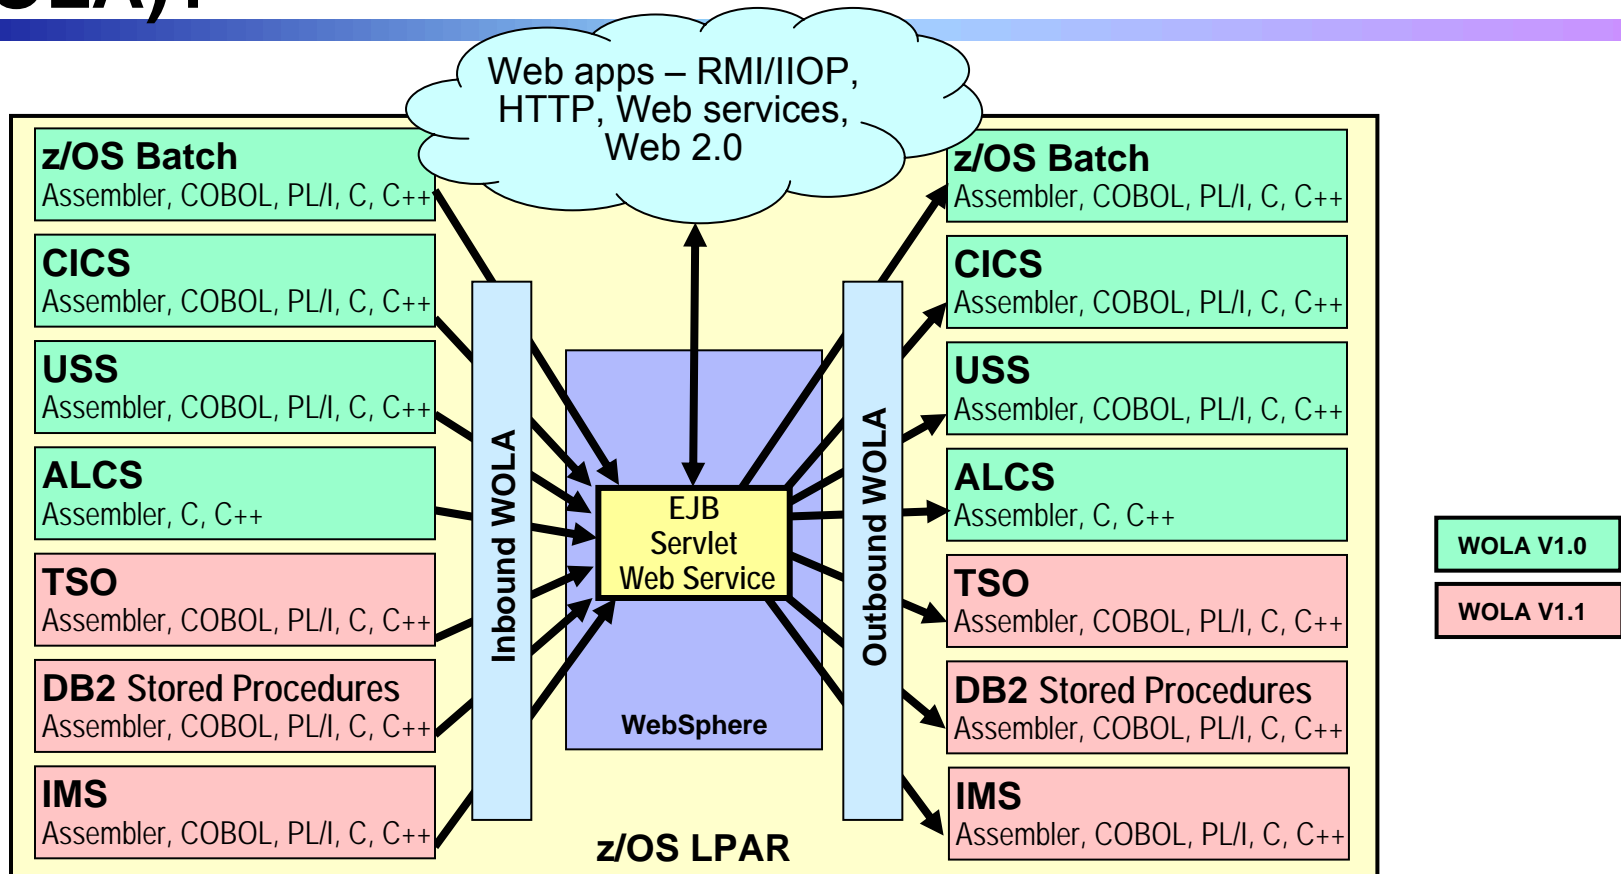 Web apps – RMI/IIOP,
HTTP, Web services,
Web 2.0
z/OS Batch
Assembler, COBOL, PL/I, C, C++
CICS
Assembler, COBOL, PL/I, C, C++
USS
Assembler, COBOL, PL/I, C, C++
ALCS
Assembler, C, C++
TSO
Assembler, COBOL, PL/I, C, C++
DB2 Stored Procedures
Assembler, COBOL, PL/I, C, C++
IMS
Assembler, COBOL, PL/I, C, C++
Inbound WOLA
EJB
Servlet
Web Service
WebSphere
z/OS LPAR
Outbound WOLA
z/OS Batch
Assembler, COBOL, PL/I, C, C++
CICS
Assembler, COBOL, PL/I, C, C++
USS
Assembler, COBOL, PL/I, C, C++
ALCS
Assembler, C, C++
TSO
Assembler, COBOL, PL/I, C, C++
DB2 Stored Procedures
Assembler, COBOL, PL/I, C, C++
IMS
Assembler, COBOL, PL/I, C, C++
WOLA V1.0
WOLA V1.1